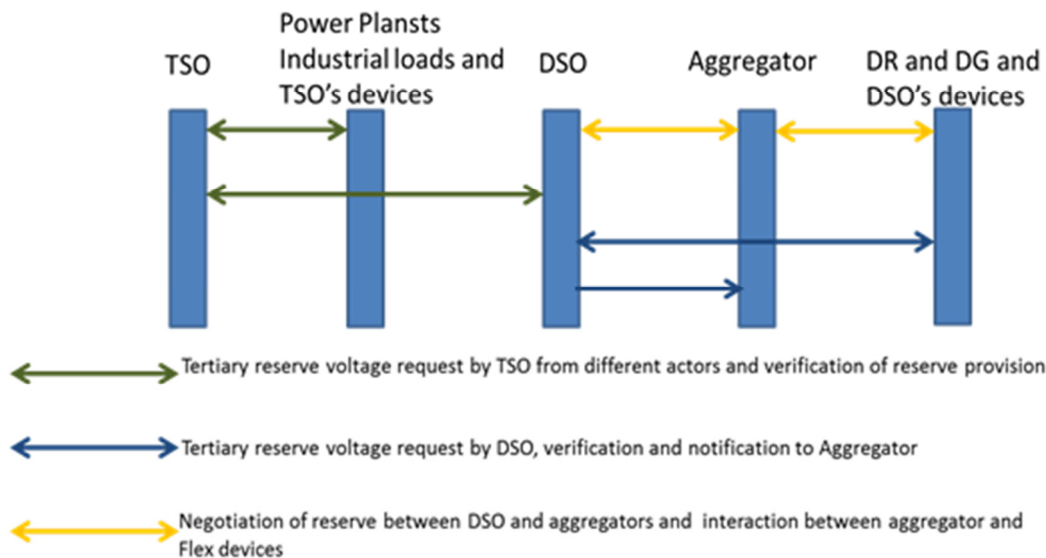 TSO
Power Plansts
Industrial loads and
TSO's devices
DSO
Aggregator
DR and DG and
DSO's devices
Tertiary reserve voltage request by TSO from different actors and verification of reserve provision
Tertiary reserve voltage request by DSO, verification and notification to Aggregator
Negotiation of reserve between DSO and aggregators and interaction between aggregator and
Flex devices